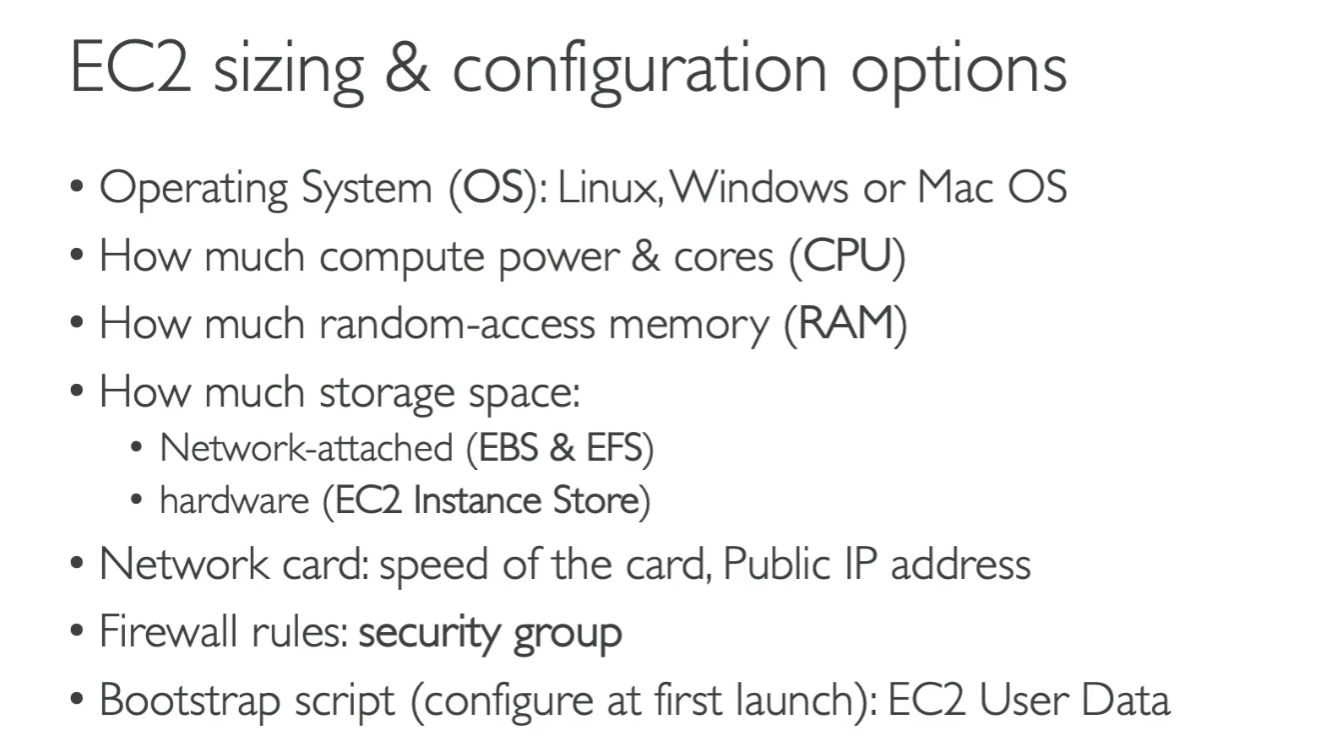 EC2 sizing & configuration options
• Operating System (OS): Linux, Windows or Mac OS
• How much compute power & cores (CPU)
• How much random-access memory (RAM)
• How much storage space:
• Network-attached (EBS & EFS)
• hardware (EC2 Instance Store)
• Network card: speed of the card, Public IP address
• Firewall rules: security group
• Bootstrap script (configure at first launch): EC2 User Data